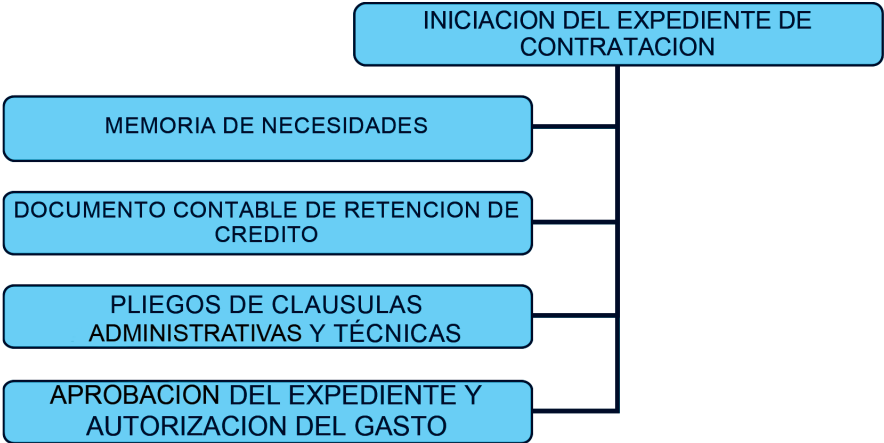 INICIACION DEL EXPEDIENTE DE
CONTRATACION
MEMORIA DE NECESIDADES
DOCUMENTO CONTABLE DE RETENCION DE
CREDITO
PLIEGOS DE CLAUSULAS
ADMINISTRATIVAS Y TÉCNICAS
APROBACION DEL EXPEDIENTE Y
AUTORIZACION DEL GASTO